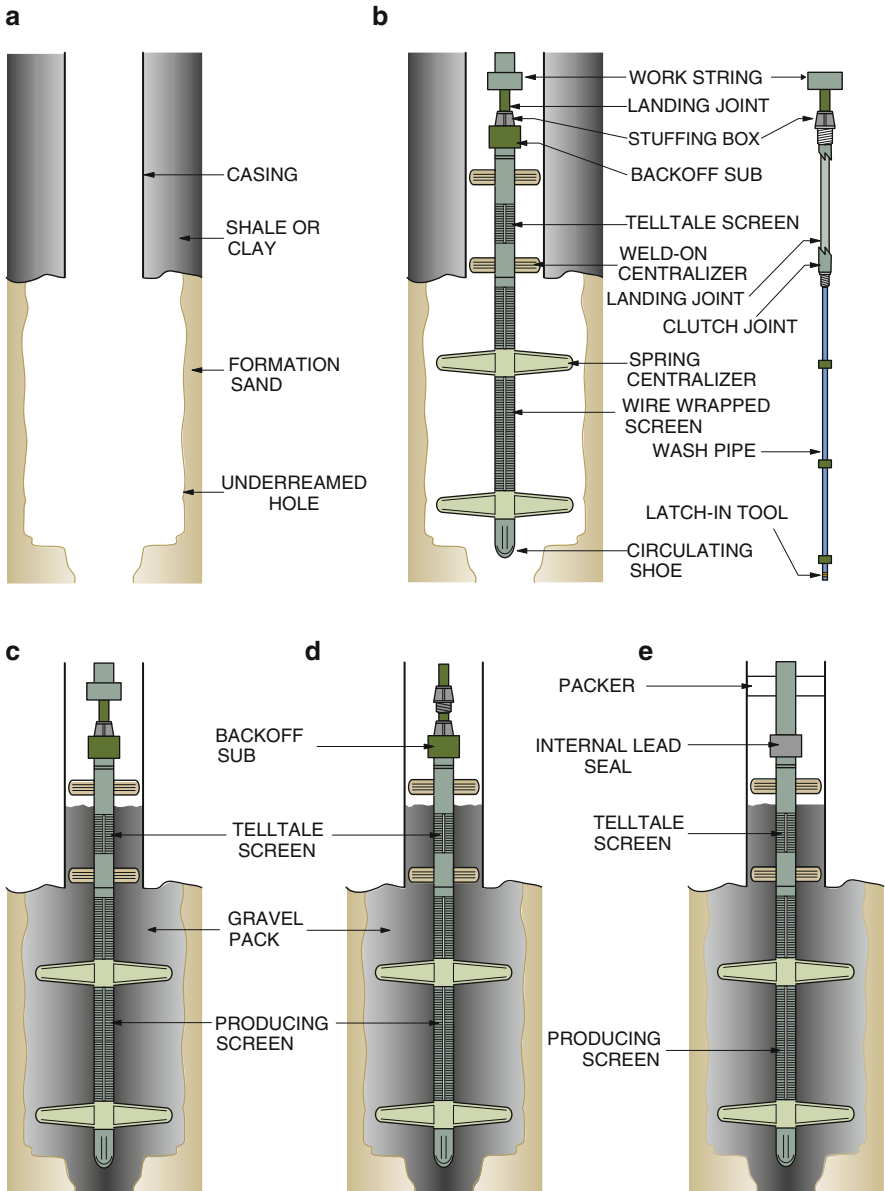 a
CASING
SHALE OR
CLAY
FORMATION
SAND
UNDERREAMED
HOLE
b
WORK STRING
LANDING JOINT
STUFFING BOX
BACKOFF SUB
TELLTALE SCREEN
WELD-ON
CENTRALIZER
LANDING JOINT
CLUTCH JOINT
SPRING
CENTRALIZER
WIRE WRAPPED
SCREEN
WASH PIPE
LATCH-IN TOOL
CIRCULATING
SHOE
c
d
BACKOFF
SUB
TELLTALE
SCREEN
GRAVEL
PACK
PRODUCING
SCREEN
e
PACKER
INTERNAL LEAD
SEAL
TELLTALE
SCREEN
PRODUCING
SCREEN